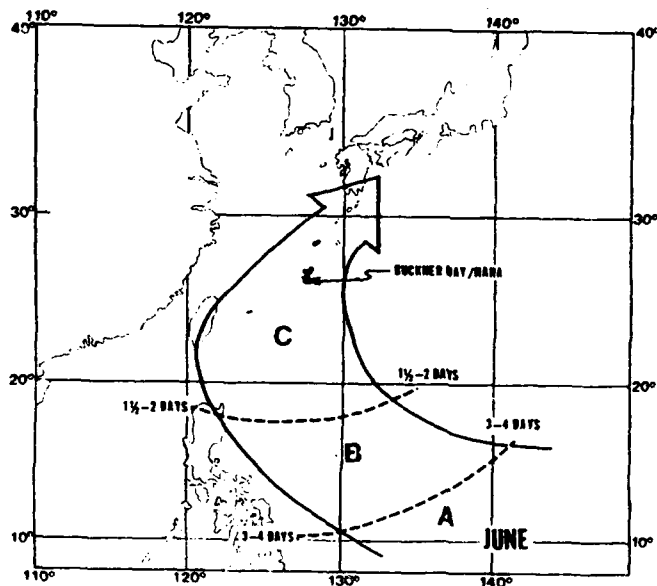 110° 120° 130° 140°
40° 40°
30° 30°
BUCKNER BAY/NAHA
C
20° 20°
1½-2 DAYS
1½-2 DAYS
3-4 DAYS
B
A
3-4 DAYS
JUNE
10° 10°
110° 120° 130° 140°